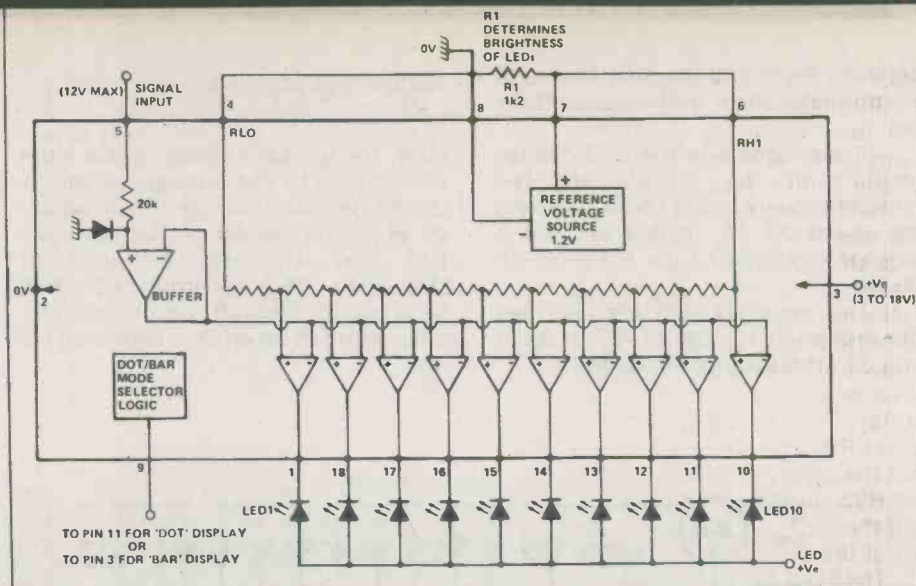 R1
DETERMINES
BRIGHTNESS
OF LEDs
0V
R1
1k2
(12V MAX)
SIGNAL
INPUT
4
8
7
6
5
RLO
RH1
20k
+
REFERENCE
VOLTAGE
SOURCE
1.2V
-
+ -
BUFFER
0V
2
3
+Ve
(3 TO 18V)
DOT/BAR
MODE
SELECTOR
LOGIC
9
1
18
17
16
15
14
13
12
11
10
LED1
LED10
TO PIN 11 FOR 'DOT' DISPLAY
OR
TO PIN 3 FOR 'BAR' DISPLAY
LED
+Ve